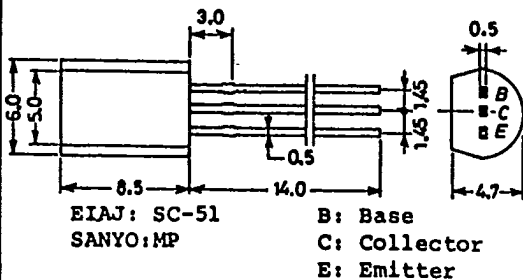 3.0
0.5
6.0
5.0
B
C
E
1.45
1.45
0.5
8.5
14.0
4.7
EIAJ: SC-51
SANYO:MP
B: Base
C: Collector
E: Emitter